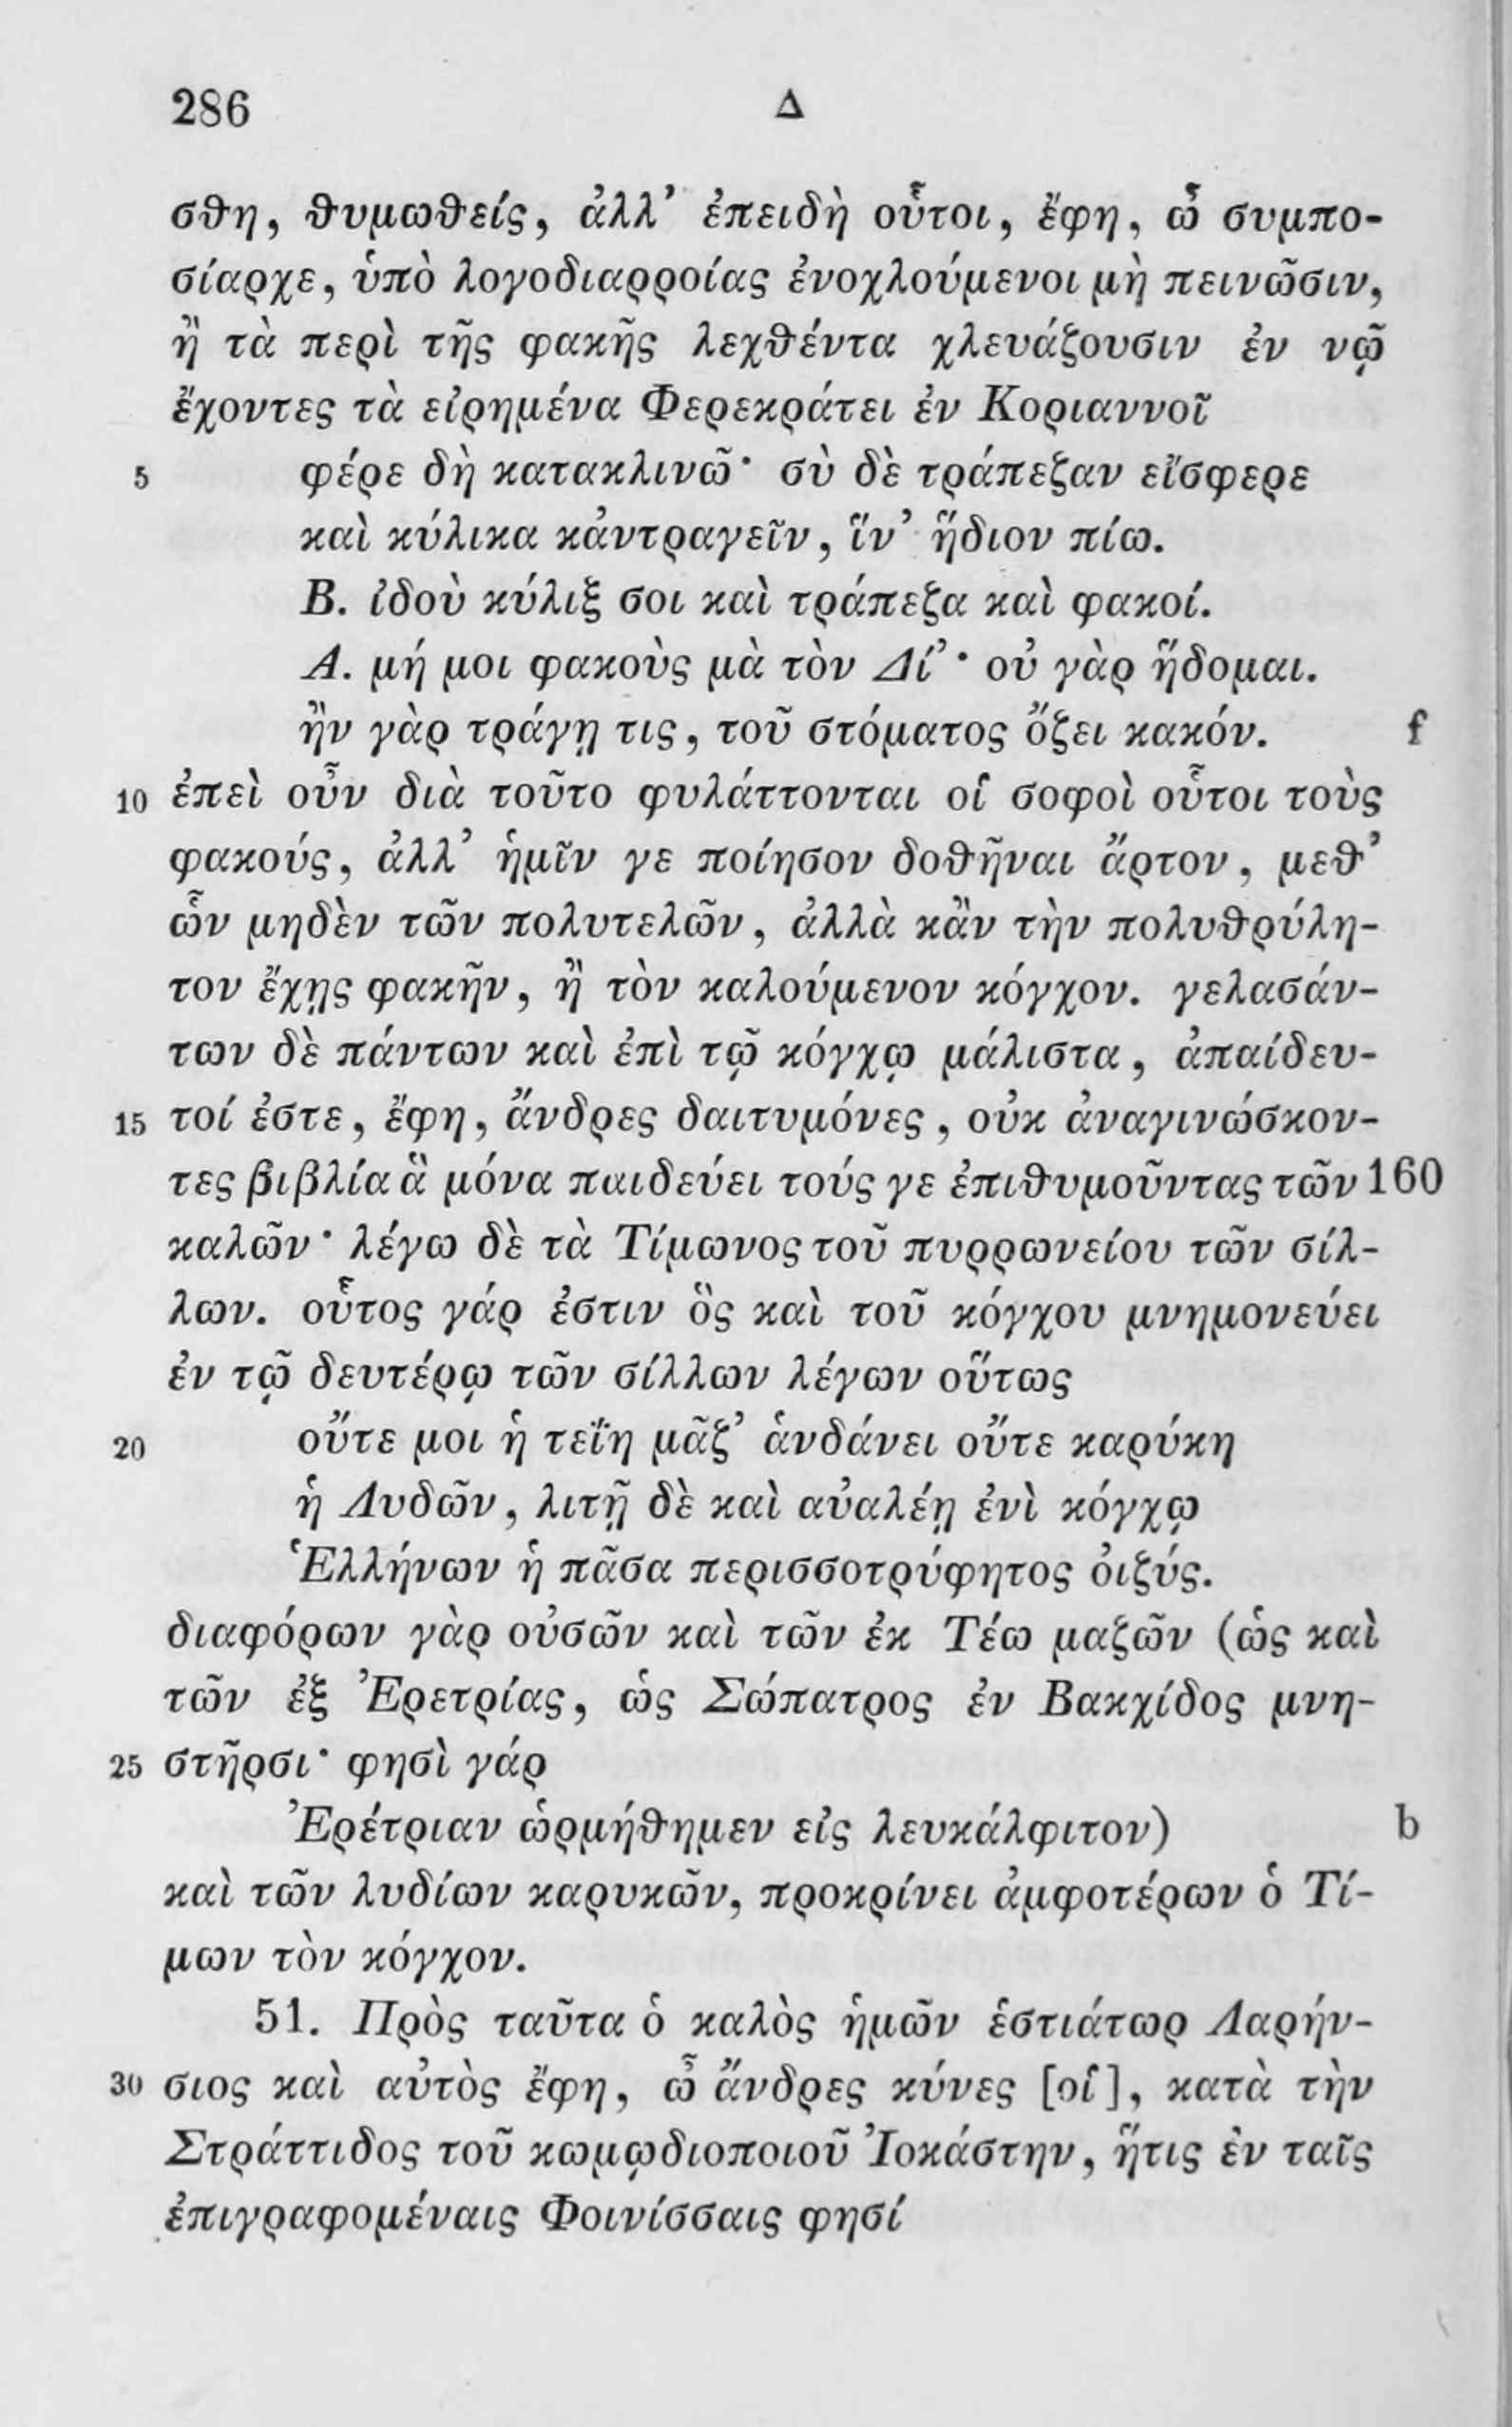 286 Δ
σθη, θυμωθείς, ἀλλ’ ἐπειδὴ οὗτοι, ἔφη, ὦ συμπο-
σίαρχε, ὑπὸ λογοδιαρροίας ἐνοχλούμενοι μὴ πεινῶσιν,
ἢ τὰ περὶ τῆς φακῆς λεχθέντα χλευάζουσιν ἐν νῷ
ἔχοντες τὰ εἰρημένα Φερεκράτει ἐν Κοριαννοῖ
5 φέρε δὴ κατακλινῶ· σὺ δὲ τράπεζαν εἴσφερε
καὶ κύλικα κἀντραγεῖν, ἵν’ ἥδιον πίω.
Β. ἰδοὺ κύλιξ σοι καὶ τράπεζα καὶ φακοί.
Α. μή μοι φακοὺς μὰ τὸν Δί’· οὐ γὰρ ἥδομαι.
ἢν γὰρ τράγῃ τις, τοῦ στόματος ὄζει κακόν. f
10 ἐπεὶ οὖν διὰ τοῦτο φυλάττονται οἱ σοφοὶ οὗτοι τοὺς
φακούς, ἀλλ’ ἡμῖν γε ποίησον δοθῆναι ἄρτον, μεθ’
ὧν μηδὲν τῶν πολυτελῶν, ἀλλὰ κἂν τὴν πολυθρύλη-
τον ἔχῃς φακῆν, ἢ τὸν καλούμενον κόγχον. γελασάν-
των δὲ πάντων καὶ ἐπὶ τῷ κόγχῳ μάλιστα, ἀπαίδευ-
15 τοί ἐστε, ἔφη, ἄνδρες δαιτυμόνες, οὐκ ἀναγινώσκον-
τες βιβλία ἃ μόνα παιδεύει τούς γε ἐπιθυμοῦντας τῶν 160
καλῶν· λέγω δὲ τὰ Τίμωνος τοῦ πυρρωνείου τῶν σίλ-
λων. οὗτος γάρ ἐστιν ὃς καὶ τοῦ κόγχου μνημονεύει
ἐν τῷ δευτέρῳ τῶν σίλλων λέγων οὕτως
20 οὔτε μοι ἡ τεΐη μᾶζ’ ἁνδάνει οὔτε καρύκη
ἡ Λυδῶν, λιτῇ δὲ καὶ αὐαλέῃ ἐνὶ κόγχῳ
Ἑλλήνων ἡ πᾶσα περισσοτρύφητος ὀιζύς.
διαφόρων γὰρ οὐσῶν καὶ τῶν ἐκ Τέω μαζῶν (ὡς καὶ
τῶν ἐξ Ἐρετρίας, ὡς Σώπατρος ἐν Βακχίδος μνη-
25 στῆρσι· φησὶ γάρ
Ἐρέτριαν ὡρμήθημεν εἰς λευκάλφιτον) b
καὶ τῶν λυδίων καρυκῶν, προκρίνει ἀμφοτέρων ὁ Τί-
μων τὸν κόγχον.
51. Πρὸς ταῦτα ὁ καλὸς ἡμῶν ἑστιάτωρ Λαρήν-
30 σιος καὶ αὐτὸς ἔφη, ὦ ἄνδρες κύνες [οἱ], κατὰ τὴν
Στράττιδος τοῦ κωμῳδιοποιοῦ Ἰοκάστην, ἥτις ἐν ταῖς
ἐπιγραφομέναις Φοινίσσαις φησί